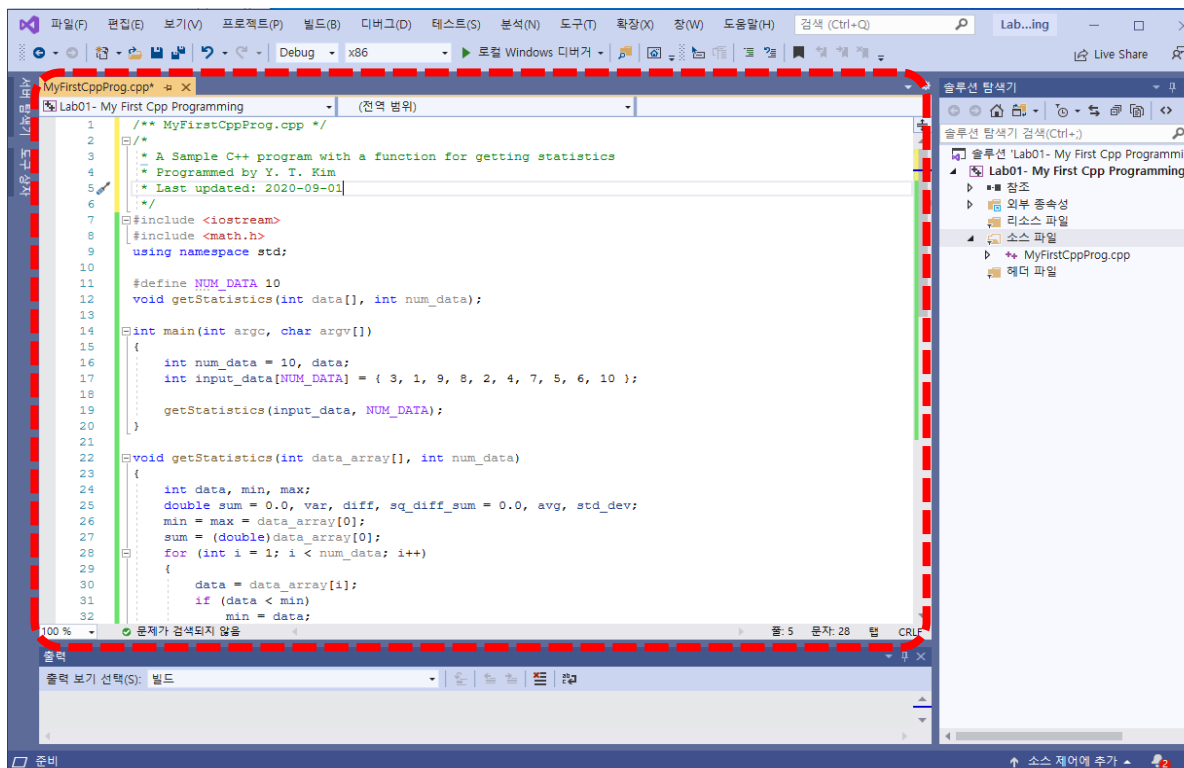 파일(F) 편집(E) 보기(V) 프로젝트(P) 빌드(B) 디버그(D) 테스트(S) 분석(N) 도구(T) 확장(X) 창(W) 도움말(H) 검색 (Ctrl+Q) Lab...ing
Debug x86 로컬 Windows 디버거 Live Share
서버 탐색기
도구 상자
MyFirstCppProg.cpp*
Lab01- My First Cpp Programming (전역 범위)
1 /** MyFirstCppProg.cpp */
2 /*
3 * A Sample C++ program with a function for getting statistics
4 * Programmed by Y. T. Kim
5 * Last updated: 2020-09-01
6 */
7 #include <iostream>
8 #include <math.h>
9 using namespace std;
10
11 #define NUM_DATA 10
12 void getStatistics(int data[], int num_data);
13
14 int main(int argc, char argv[])
15 {
16 int num_data = 10, data;
17 int input_data[NUM_DATA] = { 3, 1, 9, 8, 2, 4, 7, 5, 6, 10 };
18
19 getStatistics(input_data, NUM_DATA);
20 }
21
22 void getStatistics(int data_array[], int num_data)
23 {
24 int data, min, max;
25 double sum = 0.0, var, diff, sq_diff_sum = 0.0, avg, std_dev;
26 min = max = data_array[0];
27 sum = (double)data_array[0];
28 for (int i = 1; i < num_data; i++)
29 {
30 data = data_array[i];
31 if (data < min)
32 min = data;
100 % 문제가 검색되지 않음 줄: 5 문자: 28 탭 CRLF
출력
출력 보기 선택(S): 빌드
솔루션 탐색기
솔루션 탐색기 검색(Ctrl+;)
솔루션 'Lab01- My First Cpp Programmi
Lab01- My First Cpp Programming
참조
외부 종속성
리소스 파일
소스 파일
MyFirstCppProg.cpp
헤더 파일
준비 소스 제어에 추가 2